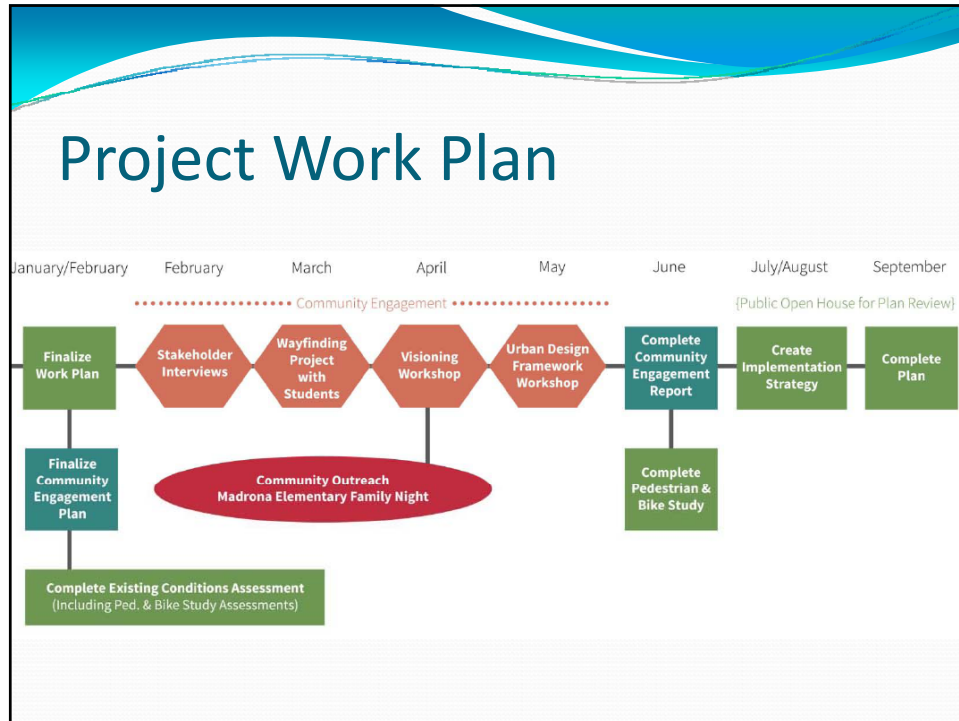 Project Work Plan
January/February
February
March
April
May
June
July/August
September
Community Engagement
{Public Open House for Plan Review}
Finalize
Work Plan
Stakeholder
Interviews
Wayfinding
Project
with
Students
Visioning
Workshop
Urban Design
Framework
Workshop
Complete
Community
Engagement
Report
Create
Implementation
Strategy
Complete
Plan
Finalize
Community
Engagement
Plan
Community Outreach
Madrona Elementary Family Night
Complete
Pedestrian &
Bike Study
Complete Existing Conditions Assessment
(Including Ped. & Bike Study Assessments)